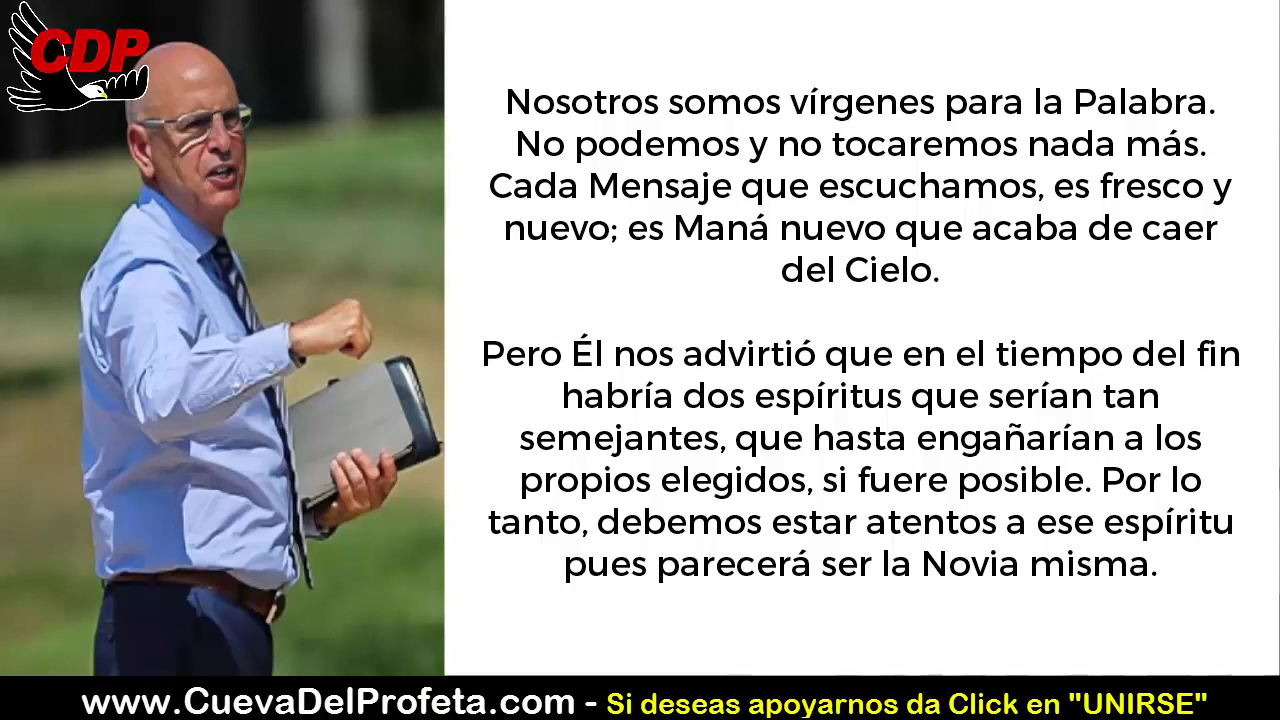 CDP
Nosotros somos vírgenes para la Palabra.
No podemos y no tocaremos nada más.
Cada Mensaje que escuchamos, es fresco y
nuevo; es Maná nuevo que acaba de caer
del Cielo.
Pero Él nos advirtió que en el tiempo del fin
habría dos espíritus que serían tan
semejantes, que hasta engañarían a los
propios elegidos, si fuere posible. Por lo
tanto, debemos estar atentos a ese espíritu
pues parecerá ser la Novia misma.
www.CuevaDelProfeta.com - Si deseas apoyarnos da Click en "UNIRSE"